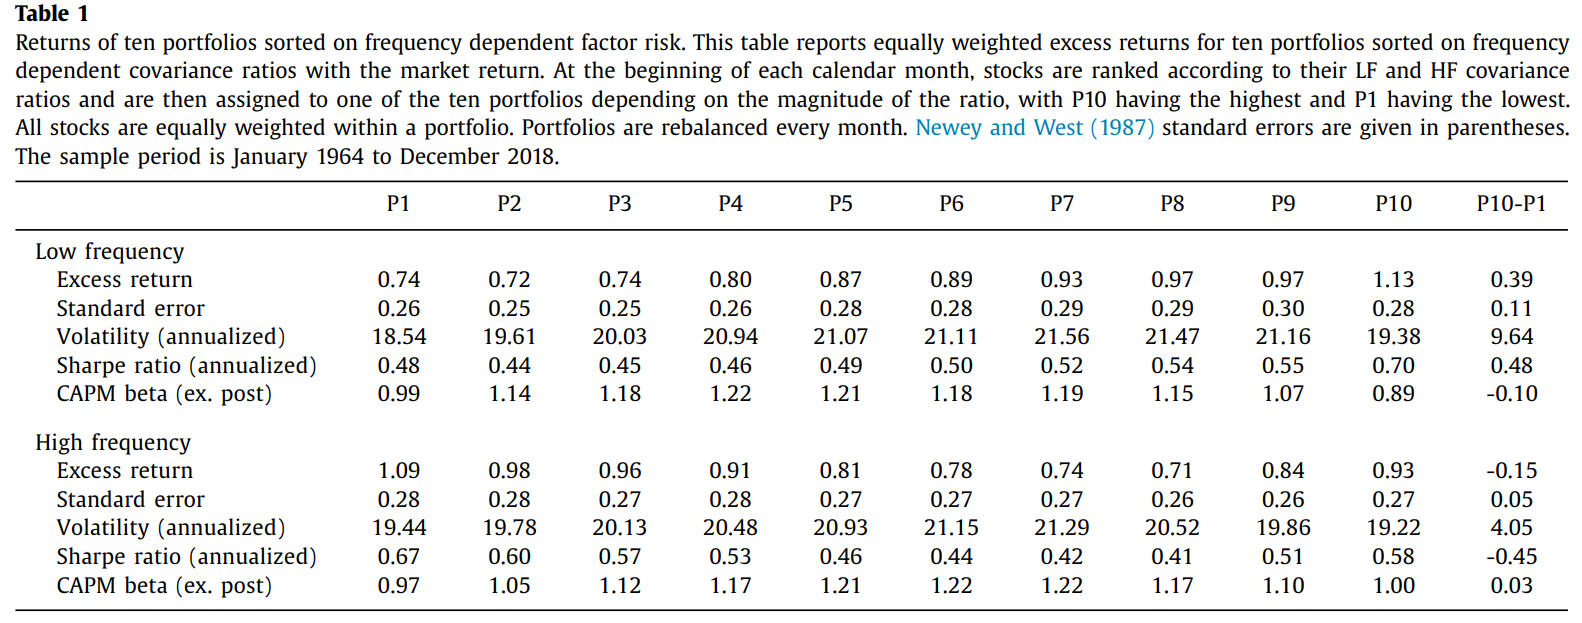 Table 1
Returns of ten portfolios sorted on frequency dependent factor risk. This table reports equally weighted excess returns for ten portfolios sorted on frequency
dependent covariance ratios with the market return. At the beginning of each calendar month, stocks are ranked according to their LF and HF covariance
ratios and are then assigned to one of the ten portfolios depending on the magnitude of the ratio, with P10 having the highest and P1 having the lowest.
All stocks are equally weighted within a portfolio. Portfolios are rebalanced every month. Newey and West (1987) standard errors are given in parentheses.
The sample period is January 1964 to December 2018.
P1 P2 P3 P4 P5 P6 P7 P8 P9 P10 P10-P1
Low frequency
Excess return 0.74 0.72 0.74 0.80 0.87 0.89 0.93 0.97 0.97 1.13 0.39
Standard error 0.26 0.25 0.25 0.26 0.28 0.28 0.29 0.29 0.30 0.28 0.11
Volatility (annualized) 18.54 19.61 20.03 20.94 21.07 21.11 21.56 21.47 21.16 19.38 9.64
Sharpe ratio (annualized) 0.48 0.44 0.45 0.46 0.49 0.50 0.52 0.54 0.55 0.70 0.48
CAPM beta (ex. post) 0.99 1.14 1.18 1.22 1.21 1.18 1.19 1.15 1.07 0.89 -0.10
High frequency
Excess return 1.09 0.98 0.96 0.91 0.81 0.78 0.74 0.71 0.84 0.93 -0.15
Standard error 0.28 0.28 0.27 0.28 0.27 0.27 0.27 0.26 0.26 0.27 0.05
Volatility (annualized) 19.44 19.78 20.13 20.48 20.93 21.15 21.29 20.52 19.86 19.22 4.05
Sharpe ratio (annualized) 0.67 0.60 0.57 0.53 0.46 0.44 0.42 0.41 0.51 0.58 -0.45
CAPM beta (ex. post) 0.97 1.05 1.12 1.17 1.21 1.22 1.22 1.17 1.10 1.00 0.03